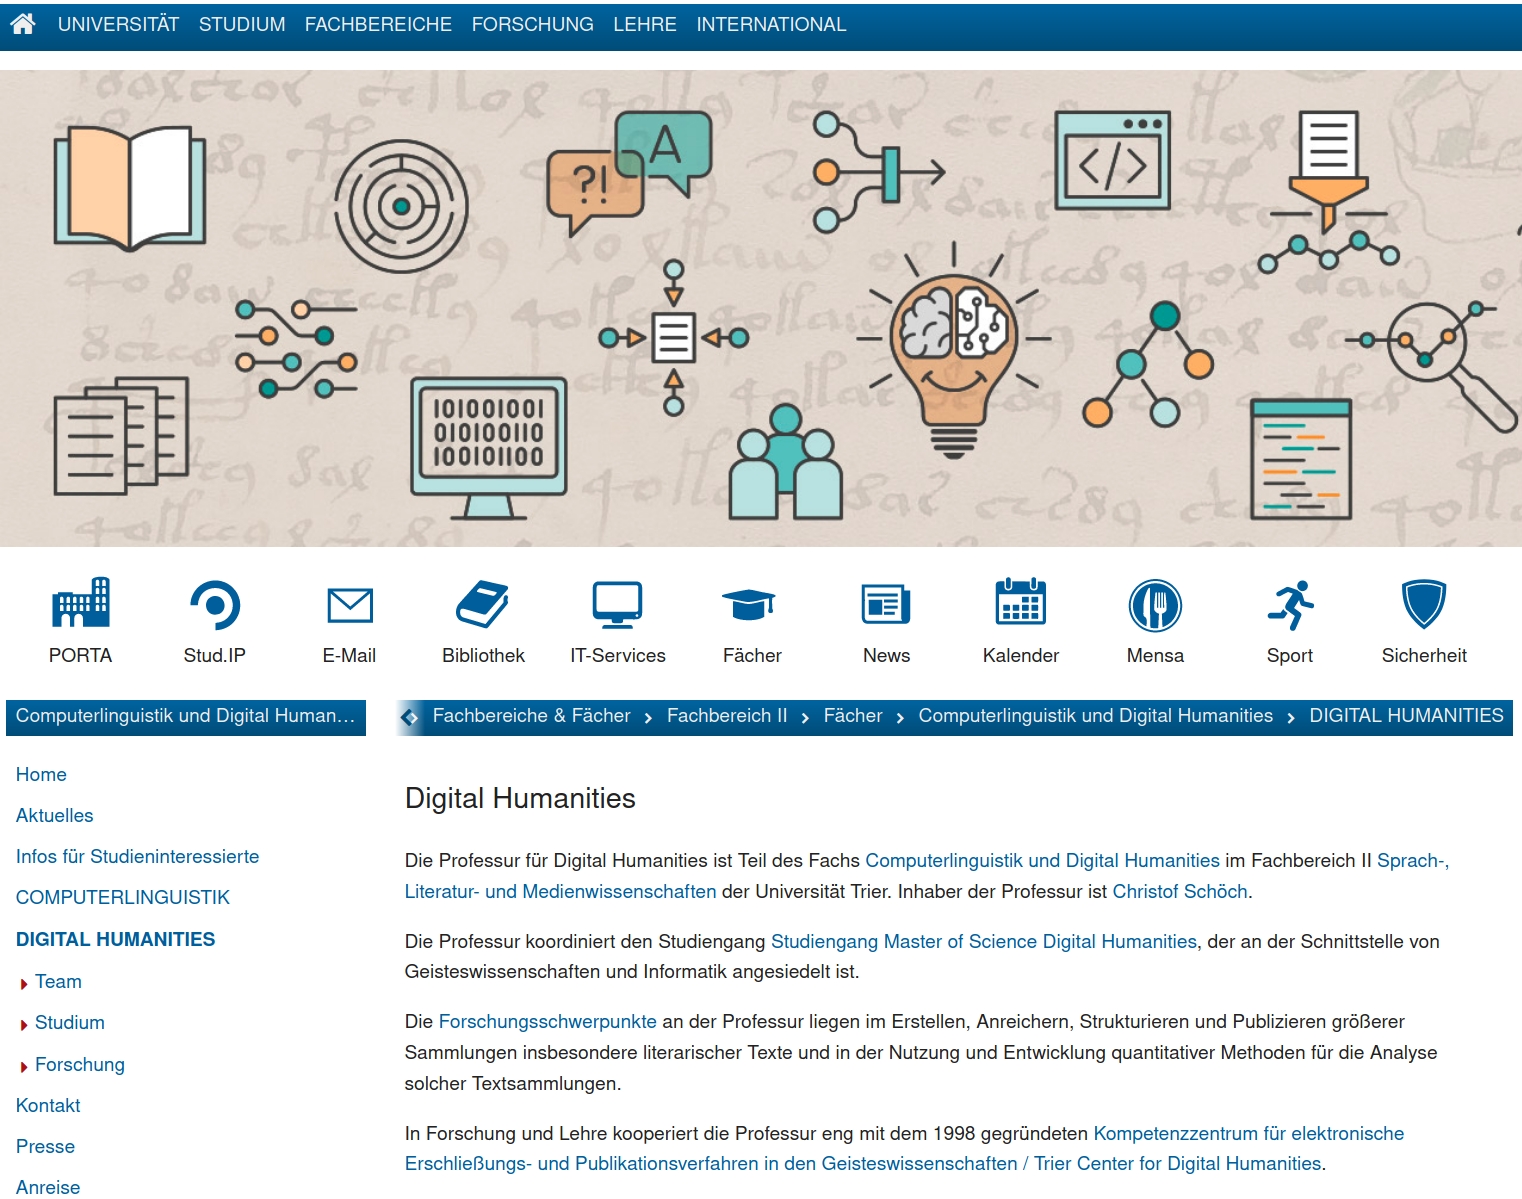 UNIVERSITÄT STUDIUM FACHBEREICHE FORSCHUNG LEHRE INTERNATIONAL
?!
A
</>
101001001
010100110
101011100
PORTA Stud.IP E-Mail Bibliothek IT-Services Fächer News Kalender Mensa Sport Sicherheit
Computerlinguistik und Digital Human…
Fachbereiche & Fächer › Fachbereich II › Fächer › Computerlinguistik und Digital Humanities › DIGITAL HUMANITIES
Home
Aktuelles
Infos für Studieninteressierte
COMPUTERLINGUISTIK
DIGITAL HUMANITIES
Team
Studium
Forschung
Kontakt
Presse
Anreise
Digital Humanities
Die Professur für Digital Humanities ist Teil des Fachs Computerlinguistik und Digital Humanities im Fachbereich II Sprach-,
Literatur- und Medienwissenschaften der Universität Trier. Inhaber der Professur ist Christof Schöch.
Die Professur koordiniert den Studiengang Studiengang Master of Science Digital Humanities, der an der Schnittstelle von
Geisteswissenschaften und Informatik angesiedelt ist.
Die Forschungsschwerpunkte an der Professur liegen im Erstellen, Anreichern, Strukturieren und Publizieren größerer
Sammlungen insbesondere literarischer Texte und in der Nutzung und Entwicklung quantitativer Methoden für die Analyse
solcher Textsammlungen.
In Forschung und Lehre kooperiert die Professur eng mit dem 1998 gegründeten Kompetenzzentrum für elektronische
Erschließungs- und Publikationsverfahren in den Geisteswissenschaften / Trier Center for Digital Humanities.